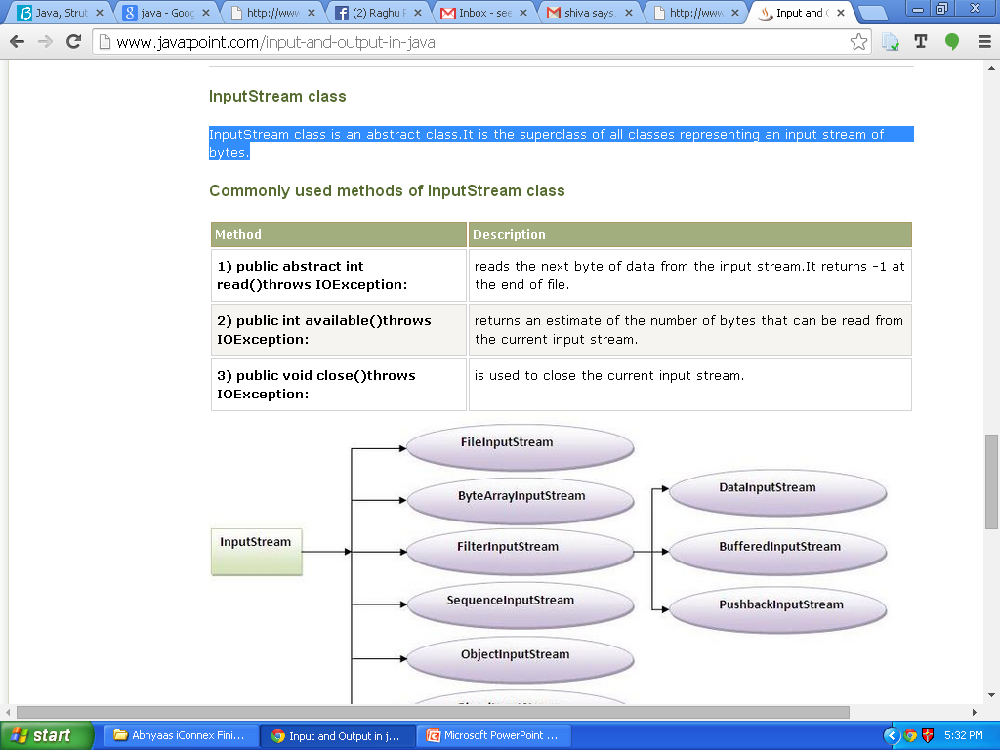 Java, Strut
java - Goog
http://www
(2) Raghu
Inbox - see
shiva says.
http://www
Input and
www.javatpoint.com/input-and-output-in-java
InputStream class
InputStream class is an abstract class.It is the superclass of all classes representing an input stream of
bytes.
Commonly used methods of InputStream class
Method
Description
1) public abstract int
read()throws IOException:
reads the next byte of data from the input stream.It returns -1 at
the end of file.
2) public int available()throws
IOException:
returns an estimate of the number of bytes that can be read from
the current input stream.
3) public void close()throws
IOException:
is used to close the current input stream.
FileInputStream
ByteArrayInputStream
DataInputStream
InputStream
FilterInputStream
BufferedInputStream
SequenceInputStream
PushbackInputStream
ObjectInputStream
start
Abhyaas iConnex Fini...
Input and Output in j...
Microsoft PowerPoint ...
5:32 PM